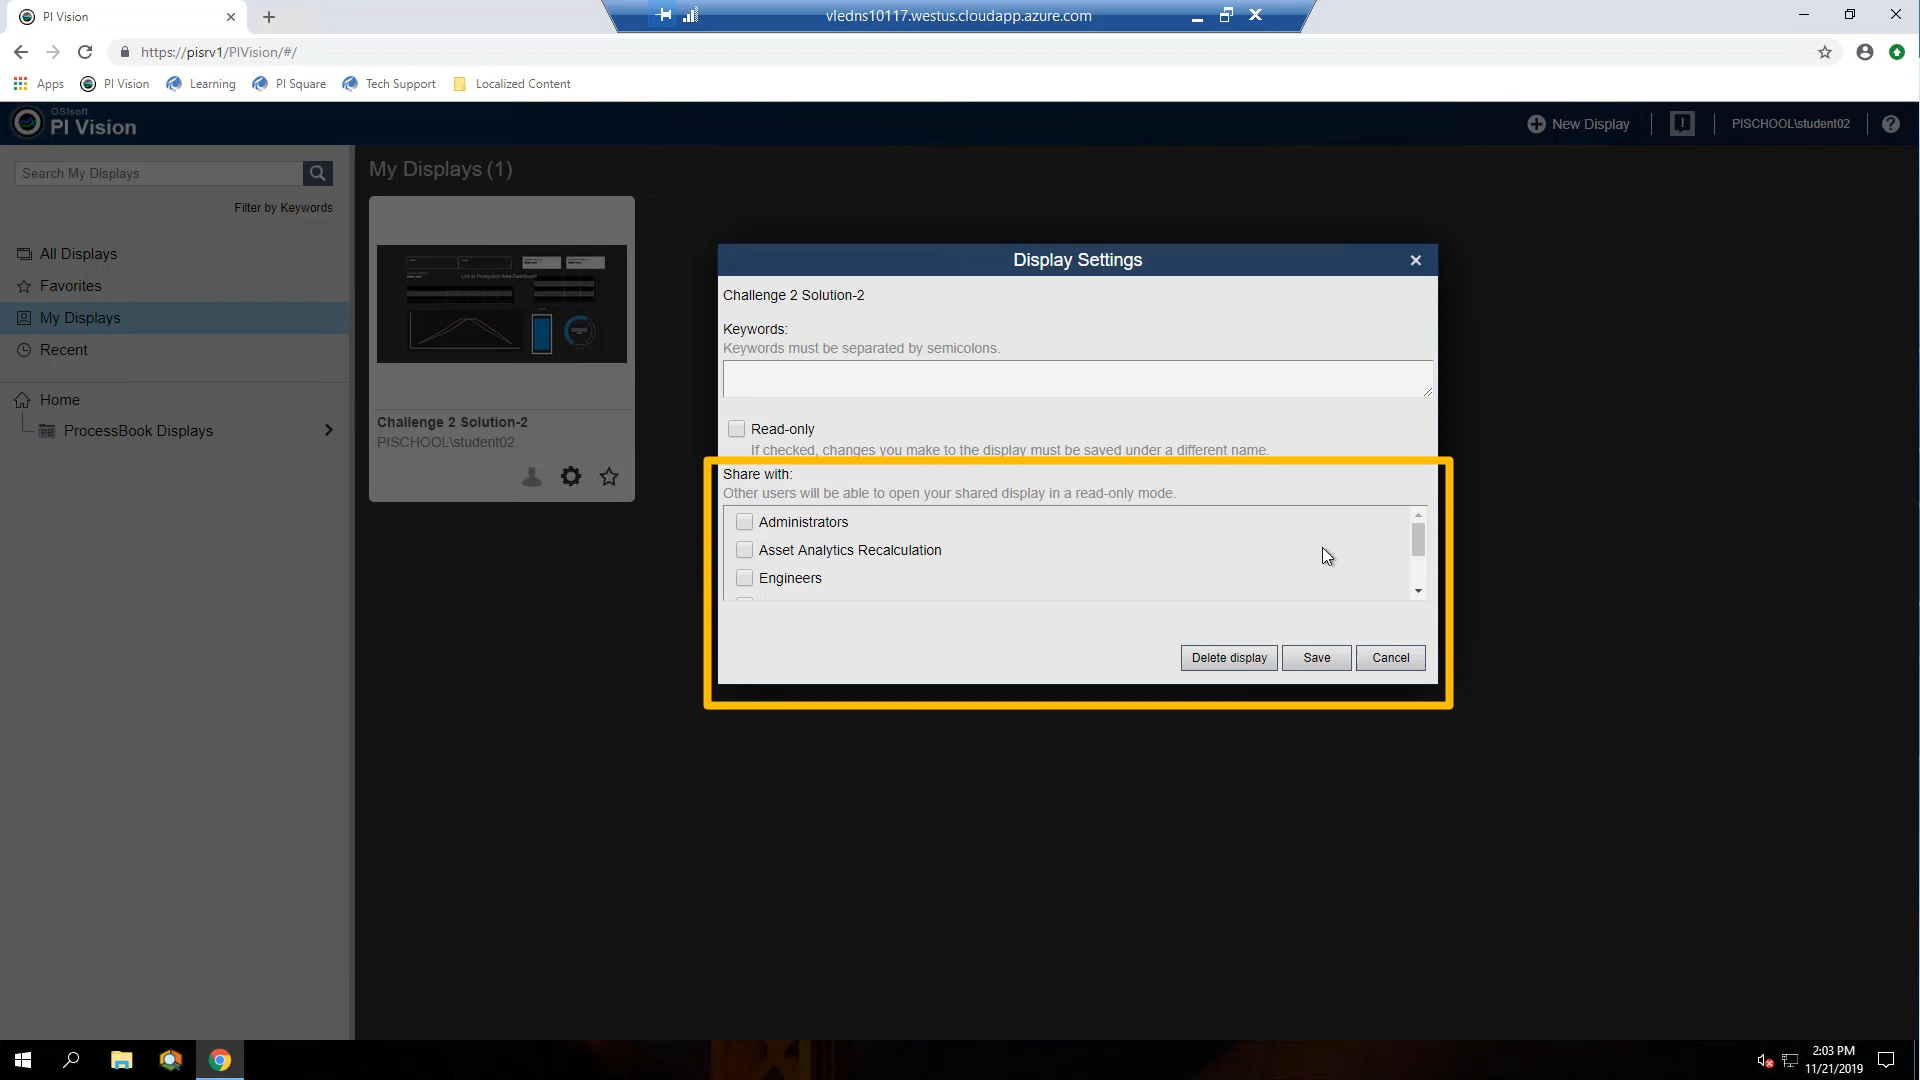 PI Vision
vledns10117.westus.cloudapp.azure.com
https://pisrv1/PIVision/#/
Apps
PI Vision
Learning
PI Square
Tech Support
Localized Content
OSIsoft
PI Vision
New Display
PISCHOOL\student02
Search My Displays
Filter by Keywords
All Displays
Favorites
My Displays
Recent
Home
ProcessBook Displays
My Displays (1)
Challenge 2 Solution-2
PISCHOOL\student02
Display Settings
Challenge 2 Solution-2
Keywords:
Keywords must be separated by semicolons.
Read-only
If checked, changes you make to the display must be saved under a different name.
Share with:
Other users will be able to open your shared display in a read-only mode.
Administrators
Asset Analytics Recalculation
Engineers
Delete display
Save
Cancel
2:03 PM
11/21/2019